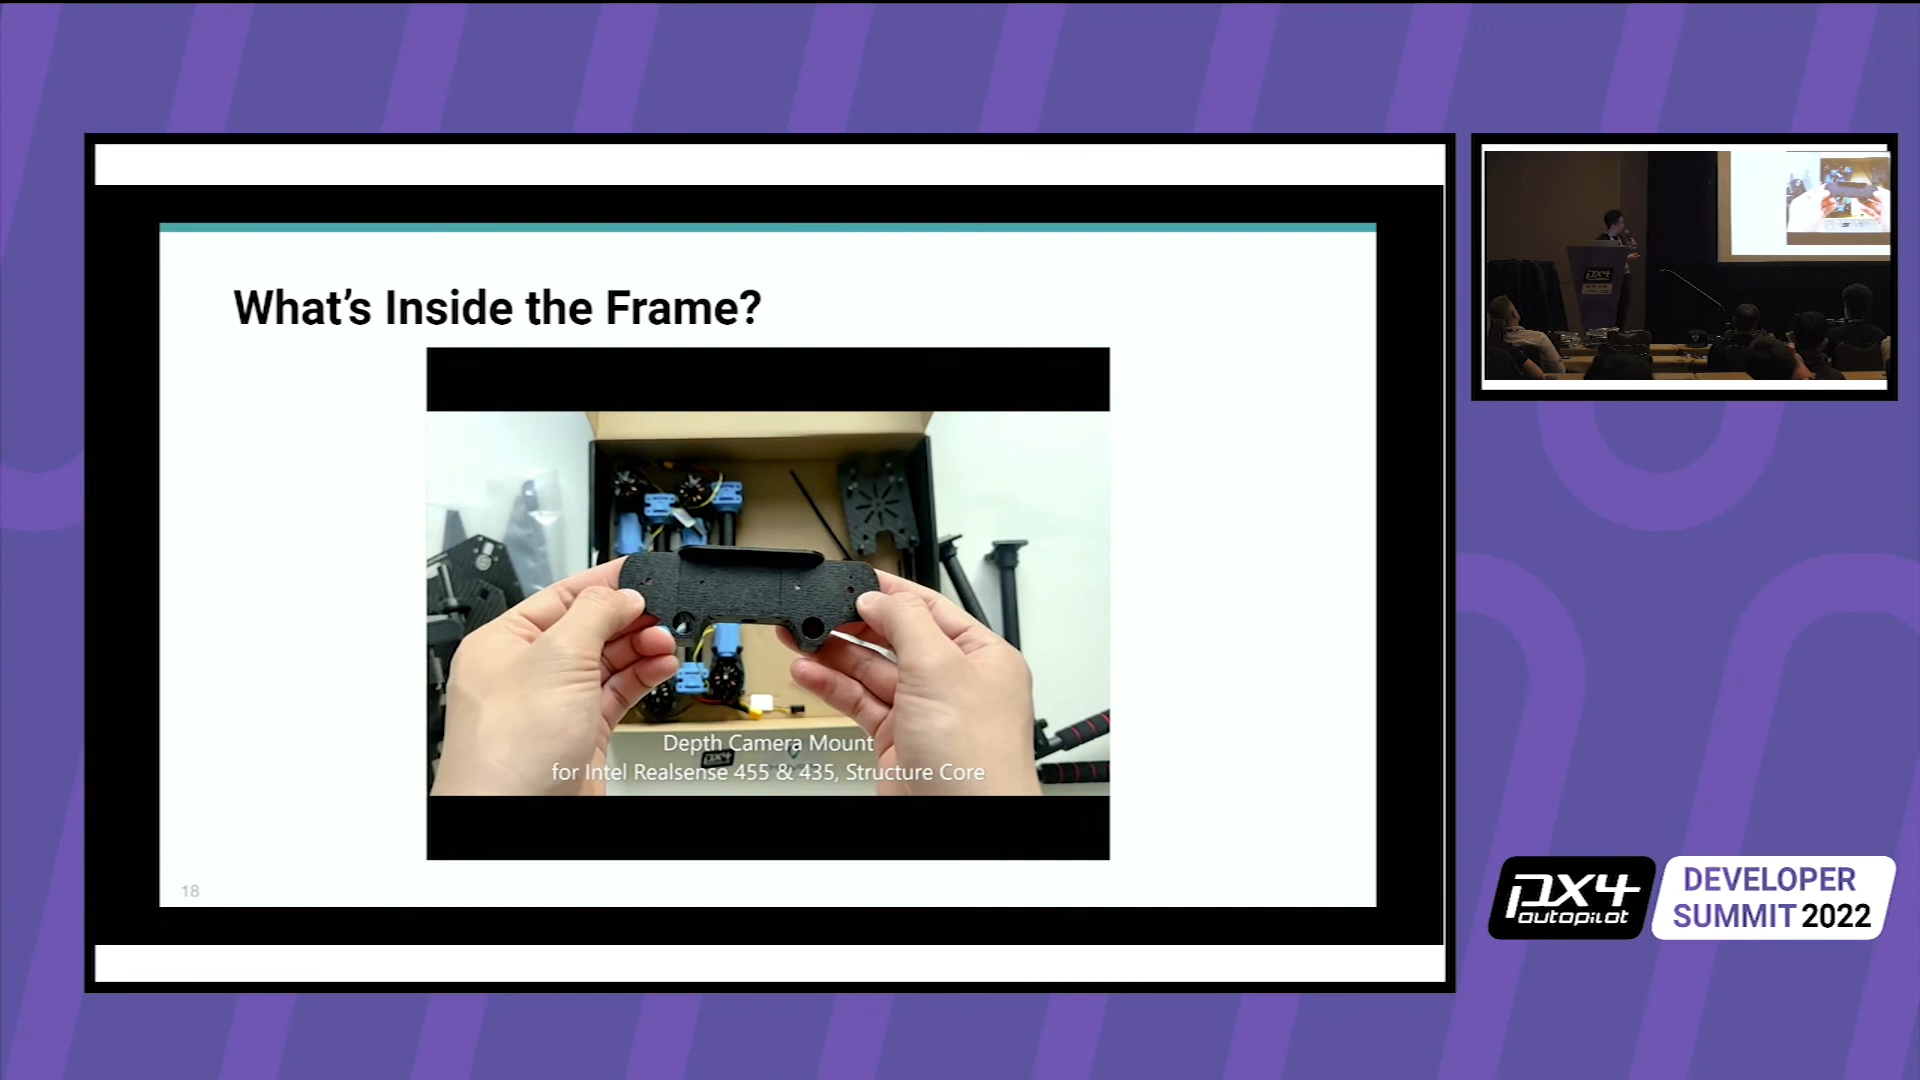 What's Inside the Frame?
Depth Camera Mount
for Intel Realsense 455 & 435, Structure Core
18
px4
autopilot
DEVELOPER
SUMMIT 2022